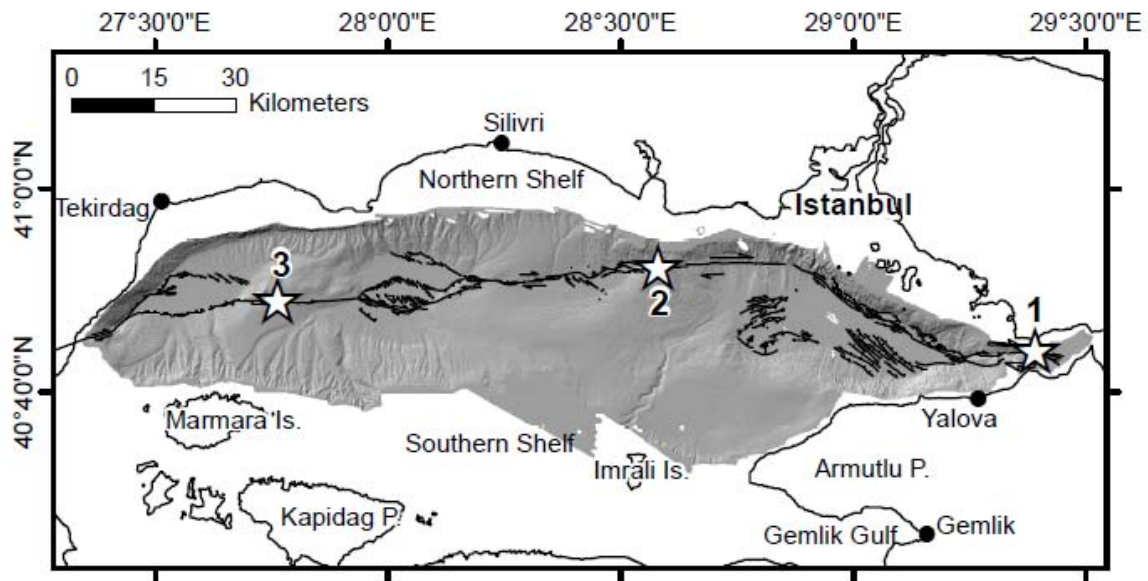 27°30'0"E 28°0'0"E 28°30'0"E 29°0'0"E 29°30'0"E
0 15 30
Kilometers
Silivri
Northern Shelf
41°0'0"N
Tekirdag
Istanbul
3
2
1
40°40'0"N
Marmara Is.
Southern Shelf
Yalova
Imrali Is.
Armutlu P.
Kapidag P.
Gemlik Gulf
Gemlik